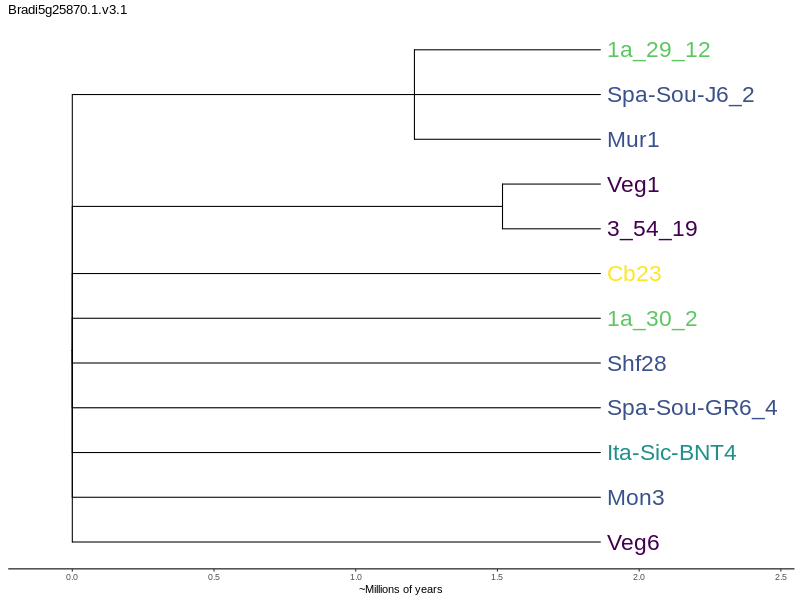 Bradi5g25870.1.v3.1
1a_29_12
Spa-Sou-J6_2
Mur1
Veg1
3_54_19
Cb23
1a_30_2
Shf28
Spa-Sou-GR6_4
Ita-Sic-BNT4
Mon3
Veg6
0.0 0.5 1.0 1.5 2.0 2.5
~Millions of years